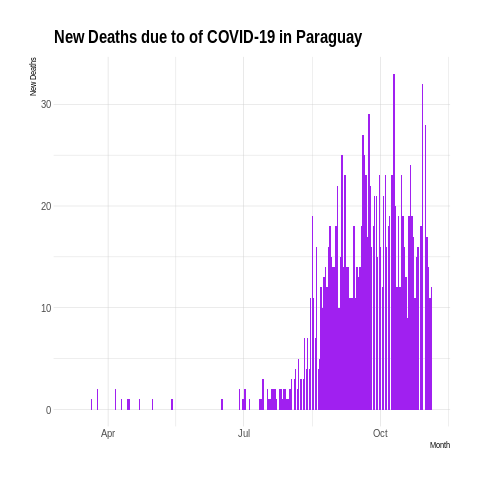 New Deaths due to of COVID-19 in Paraguay
New Deaths
30
20
10
0
Apr
Jul
Oct
Month